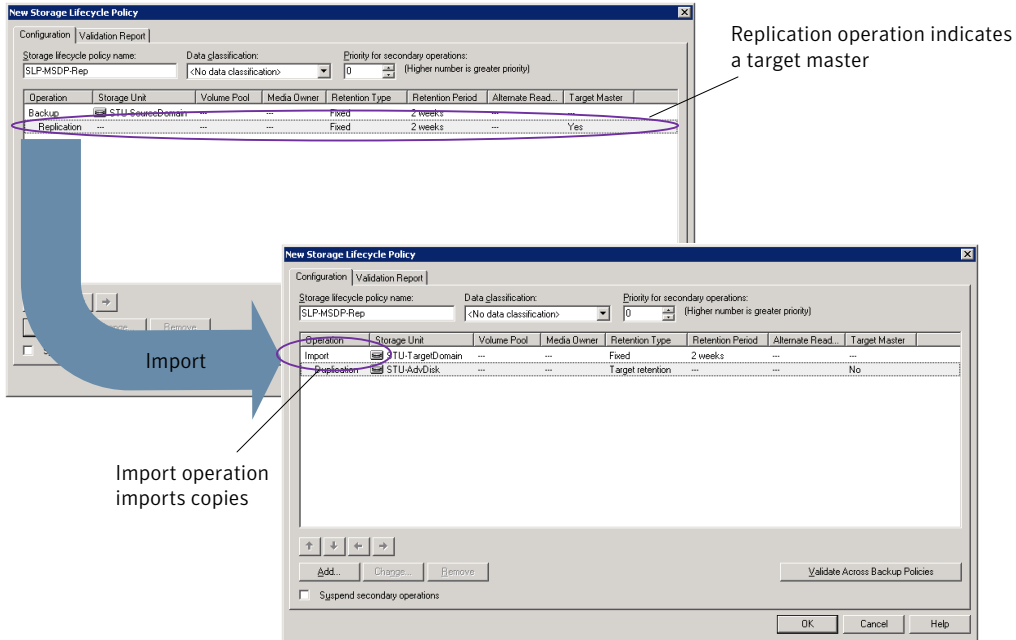 New Storage Lifecycle Policy
Configuration
Validation Report
Storage lifecycle policy name:
Data classification:
Priority for secondary operations:
SLP-MSDP-Rep
<No data classification>
0
(Higher number is greater priority)
Operation Storage Unit Volume Pool Media Owner Retention Type Retention Period Alternate Read... Target Master
Backup STU-SourceDomain --- --- Fixed 2 weeks --- ---
Replication --- --- --- Fixed 2 weeks --- Yes
Remove
Replication operation indicates
a target master
Import
New Storage Lifecycle Policy
Configuration
Validation Report
Storage lifecycle policy name:
Data classification:
Priority for secondary operations:
SLP-MSDP-Rep
<No data classification>
0
(Higher number is greater priority)
Operation Storage Unit Volume Pool Media Owner Retention Type Retention Period Alternate Read... Target Master
Import STU-TargetDomain --- --- Fixed 2 weeks --- ---
Duplication STU-AdvDisk --- --- Target retention --- --- No
Import operation
imports copies
Add... Change... Remove
Validate Across Backup Policies
Suspend secondary operations
OK Cancel Help